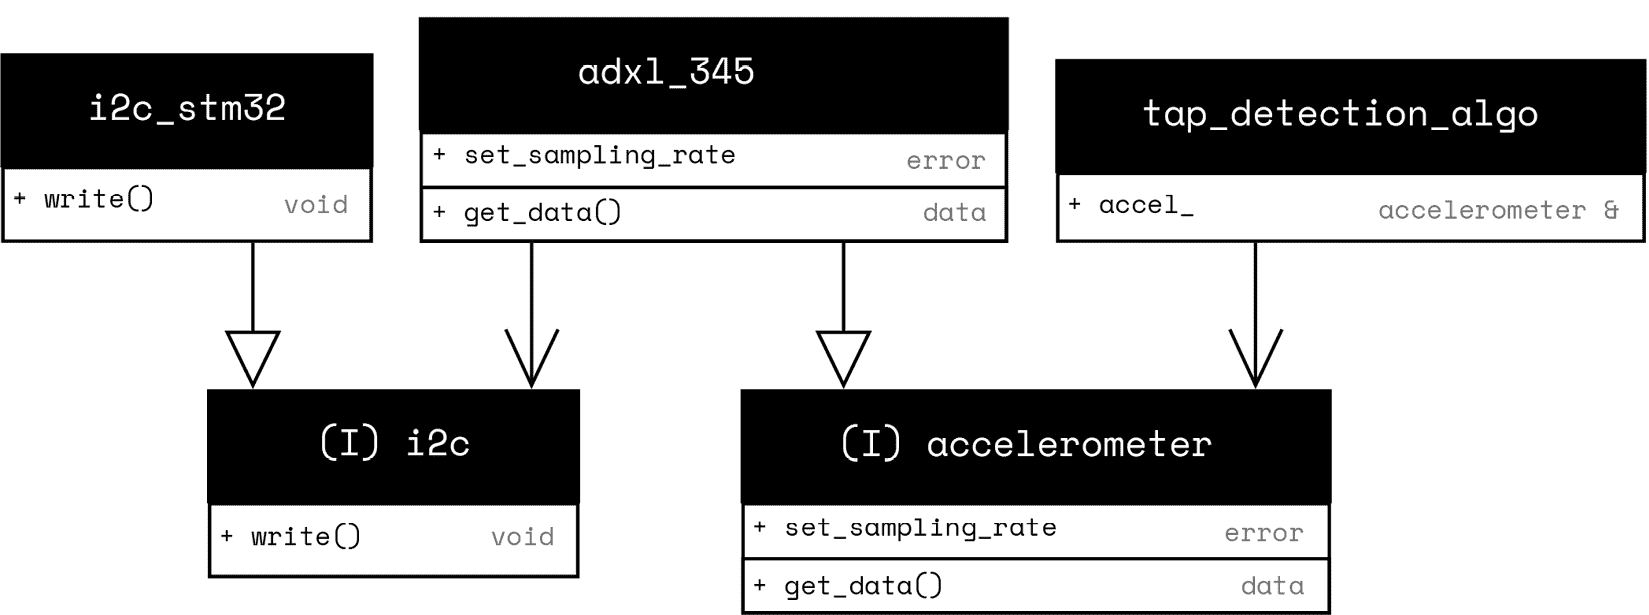 i2c_stm32
+ write() void
adxl_345
+ set_sampling_rate error
+ get_data() data
tap_detection_algo
+ accel_ accelerometer &
(I) i2c
+ write() void
(I) accelerometer
+ set_sampling_rate error
+ get_data() data